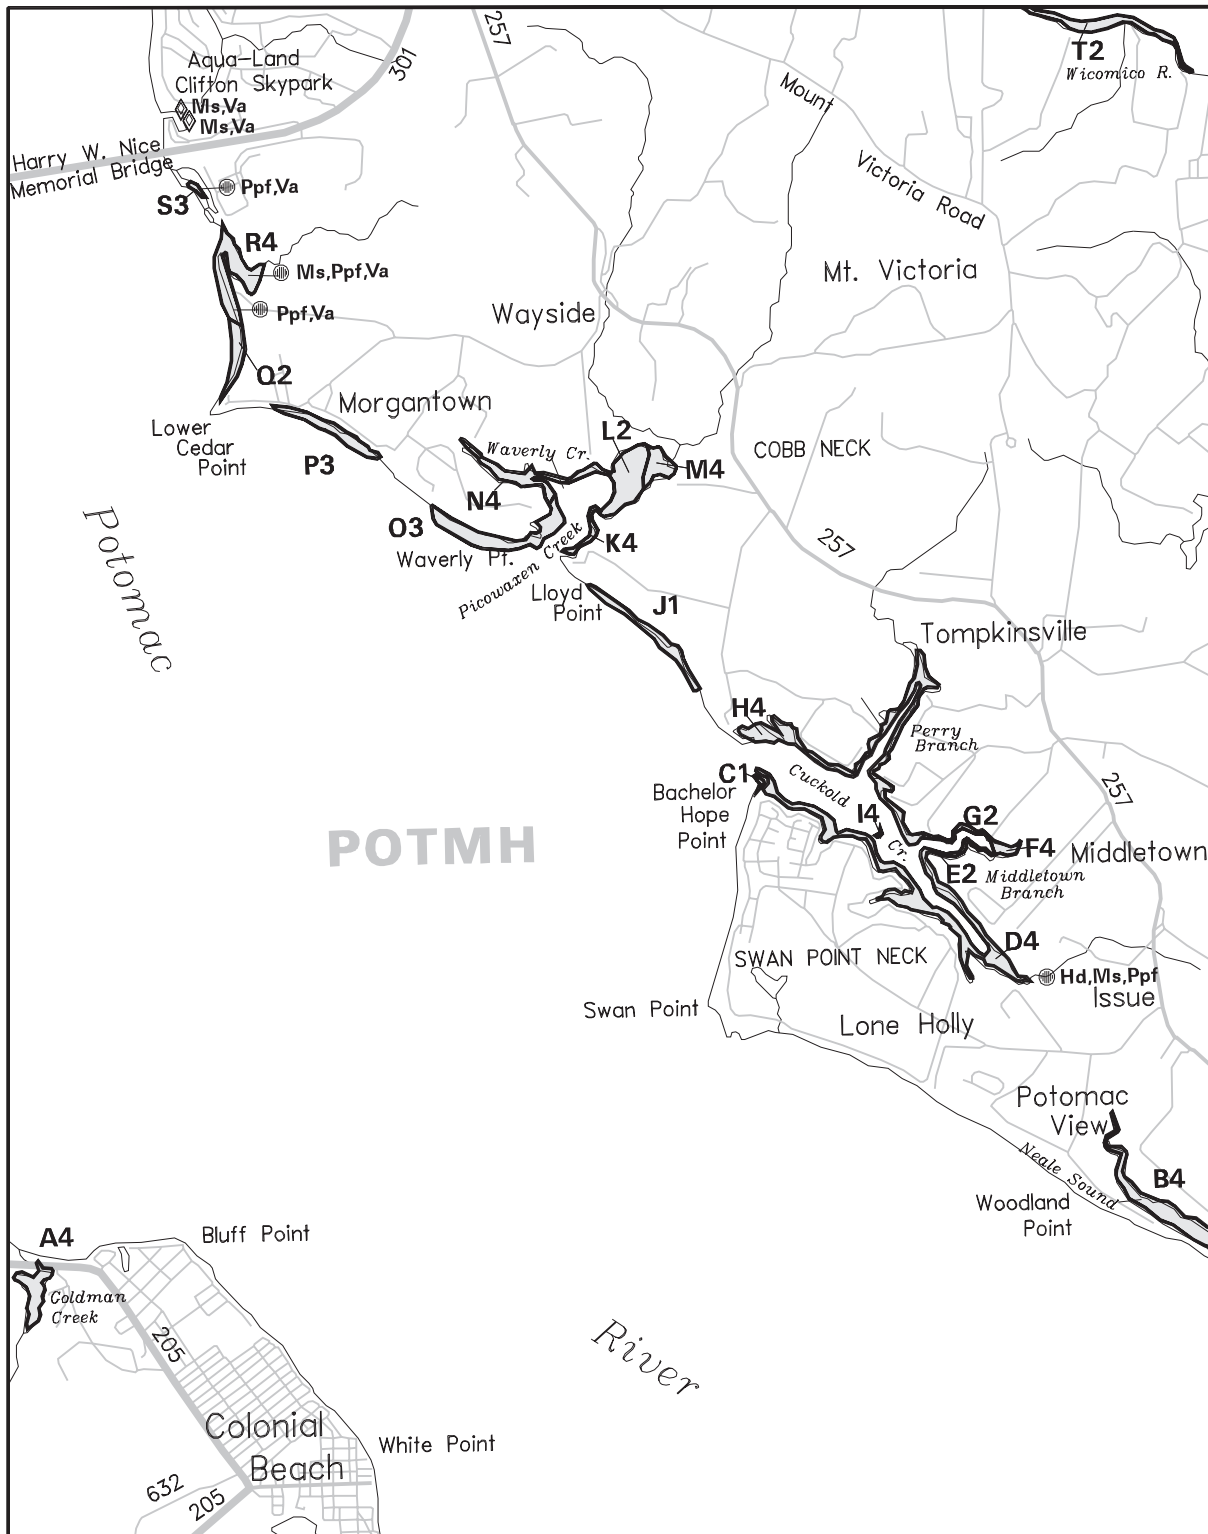 257
301
T2
Wicomico R.
Aqua-Land
Clifton Skypark
Ms,Va
Ms,Va
Mount
Victoria Road
Harry W. Nice
Memorial Bridge
S3
Ppf,Va
R4
Ms,Ppf,Va
Mt. Victoria
Ppf,Va
Wayside
Q2
Morgantown
Lower
Cedar
Point
P3
L2
Waverly Cr.
M4
COBB NECK
N4
O3
K4
257
Waverly Pt.
Picowaxen Creek
Potomac
Lloyd
Point
J1
Tompkinsville
H4
Perry
Branch
C1
Cuckold
Cr.
Bachelor
Hope
Point
I4
G2
257
POTMH
F4
Middletown
E2
Middletown
Branch
D4
SWAN POINT NECK
Hd,Ms,Ppf
Issue
Swan Point
Lone Holly
Potomac
View
Neale Sound
B4
Woodland
Point
A4
Bluff Point
Goldman
Creek
205
River
Colonial
Beach
White Point
632
205